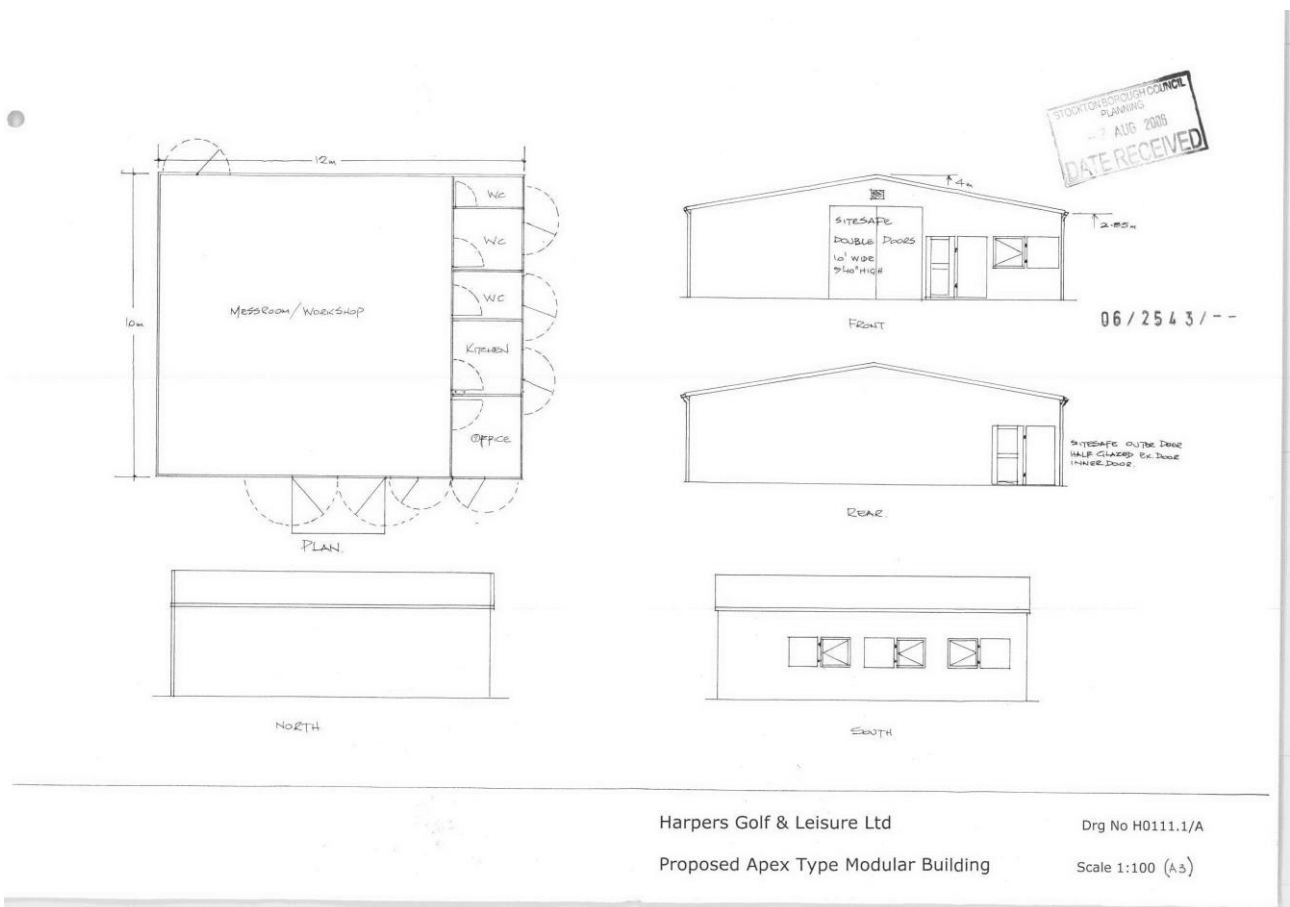 STOCKTON BOROUGH COUNCIL
PLANNING
-7 AUG 2006
DATE RECEIVED
12m
10m
WC
WC
WC
MESSROOM/WORKSHOP
KITCHEN
OFFICE
PLAN.
4m
2.85m
SITESAFE
DOUBLE DOORS
10' WIDE
HIGH
FRONT
06/2543/--
SITESAFE OUTER DOOR
HALF GLAZED EX. DOOR
INNER DOOR.
REAR.
NORTH
SOUTH
Harpers Golf & Leisure Ltd
Drg No H0111.1/A
Proposed Apex Type Modular Building
Scale 1:100 (A3)